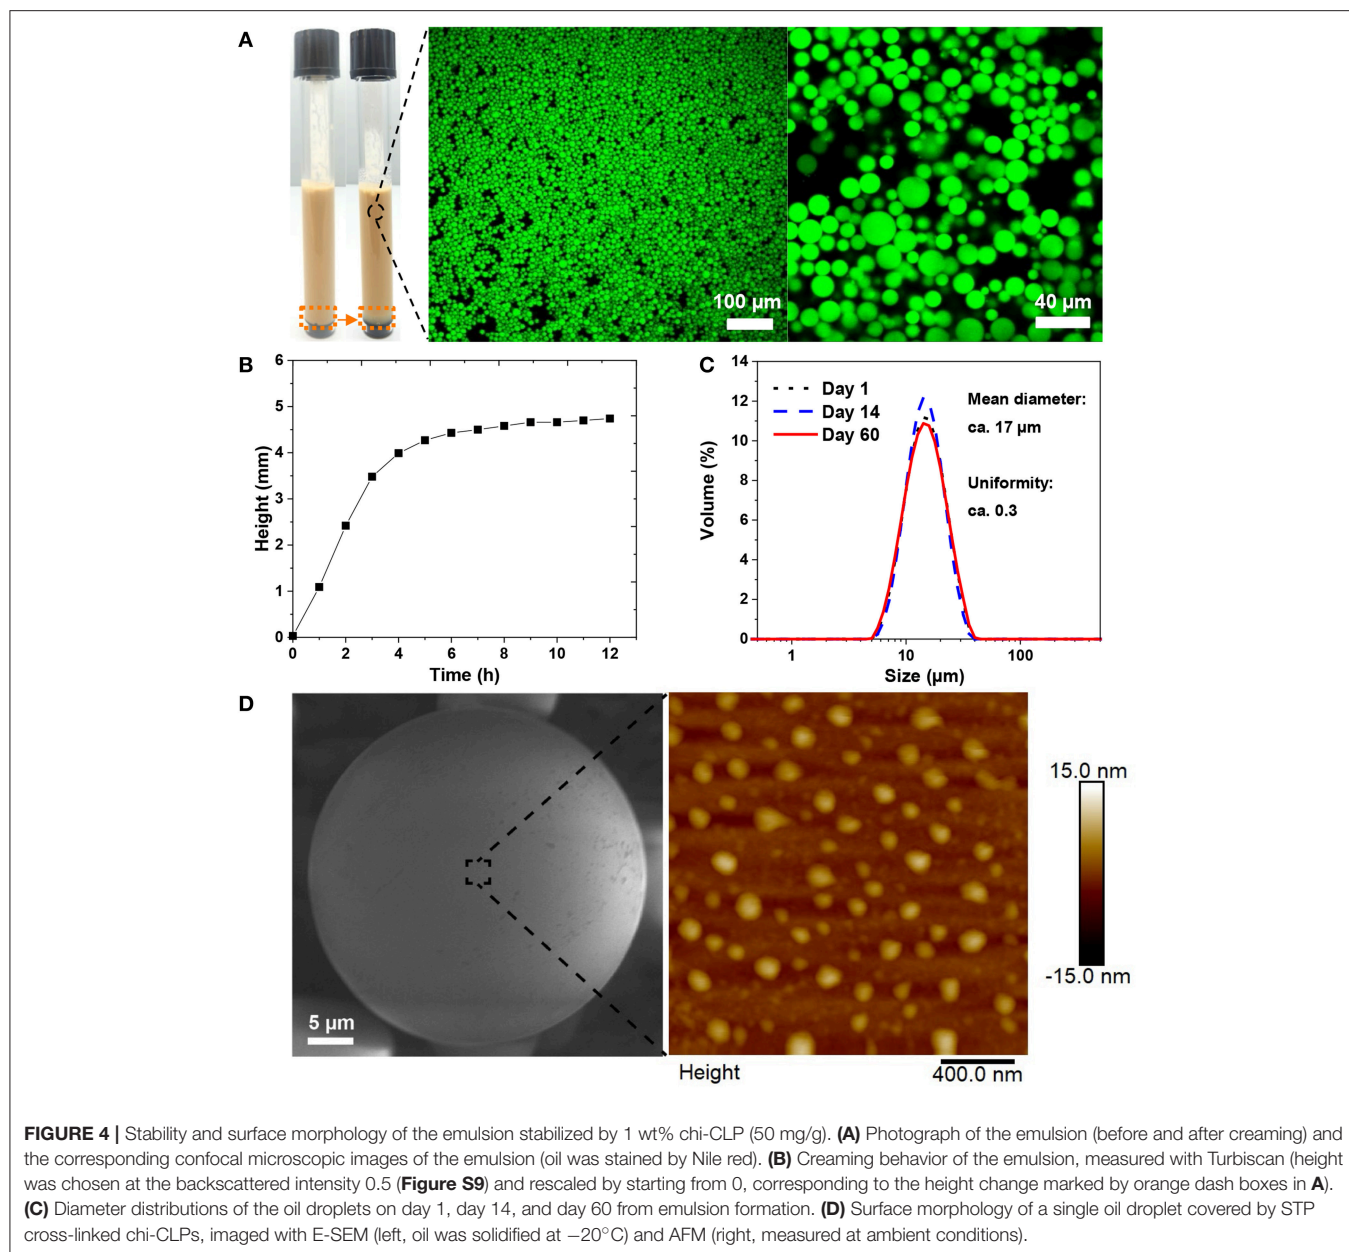 A
100 µm
40 µm
B
6
5
4
3
2
1
0
Height (mm)
0 2 4 6 8 10 12
Time (h)
C
14
12
10
8
6
4
2
0
Volume (%)
Day 1
Day 14
Day 60
Mean diameter:
ca. 17 µm
Uniformity:
ca. 0.3
1 10 100
Size (µm)
D
5 µm
15.0 nm
-15.0 nm
Height
400.0 nm
FIGURE 4 | Stability and surface morphology of the emulsion stabilized by 1 wt% chi-CLP (50 mg/g). (A) Photograph of the emulsion (before and after creaming) and
the corresponding confocal microscopic images of the emulsion (oil was stained by Nile red). (B) Creaming behavior of the emulsion, measured with Turbiscan (height
was chosen at the backscattered intensity 0.5 (Figure S9) and rescaled by starting from 0, corresponding to the height change marked by orange dash boxes in A).
(C) Diameter distributions of the oil droplets on day 1, day 14, and day 60 from emulsion formation. (D) Surface morphology of a single oil droplet covered by STP
cross-linked chi-CLPs, imaged with E-SEM (left, oil was solidified at −20°C) and AFM (right, measured at ambient conditions).